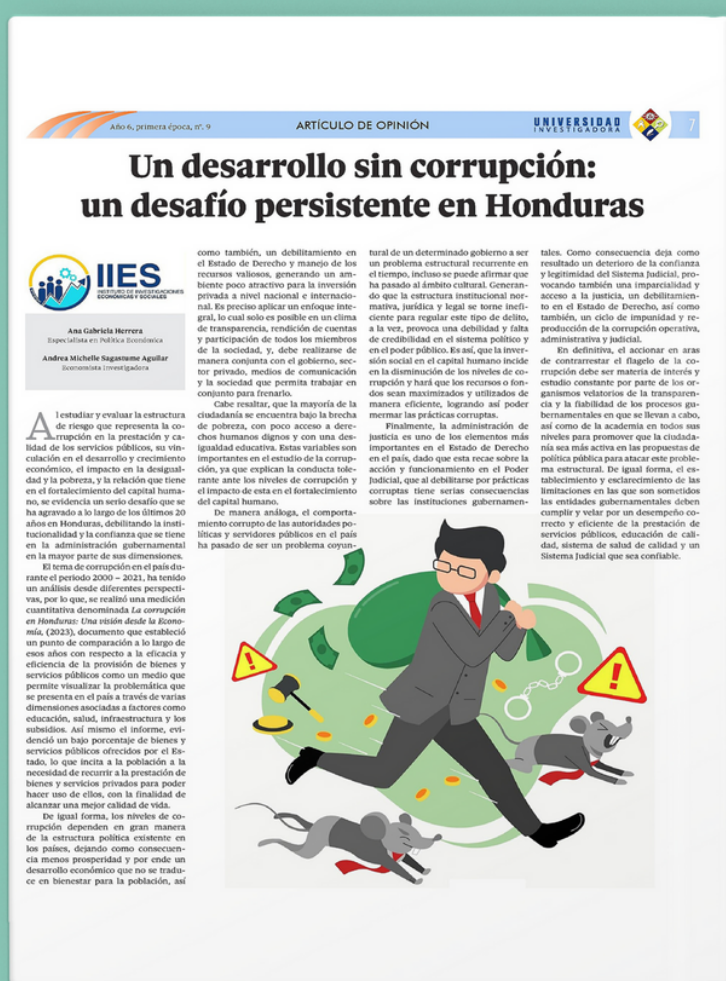 Año 6, primera época, nº. 9
ARTÍCULO DE OPINIÓN
UNIVERSIDAD
INVESTIGADORA
7
Un desarrollo sin corrupción:
un desafío persistente en Honduras
IIES
INSTITUTO DE INVESTIGACIONES
ECONÓMICAS Y SOCIALES
Ana Gabriela Herrera
Especialista en Política Económica
Andrea Michelle Sagastume Aguilar
Economista Investigadora
Al estudiar y evaluar la estructura
de riesgo que representa la co-
rrupción en la prestación y ca-
lidad de los servicios públicos, su vin-
culación en el desarrollo y crecimiento
económico, el impacto en la desigual-
dad y la pobreza, y la relación que tiene
en el fortalecimiento del capital huma-
no, se evidencia un serio desafío que se
ha agravado a lo largo de los últimos 20
años en Honduras, debilitando la insti-
tucionalidad y la confianza que se tiene
en la administración gubernamental
en la mayor parte de sus dimensiones.
El tema de corrupción en el país du-
rante el periodo 2000 – 2021, ha tenido
un análisis desde diferentes perspecti-
vas, por lo que, se realizó una medición
cuantitativa denominada La corrupción
en Honduras: Una visión desde la Econo-
mía, (2023), documento que estableció
un punto de comparación a lo largo de
esos años con respecto a la eficacia y
eficiencia de la provisión de bienes y
servicios públicos como un medio que
permite visualizar la problemática que
se presenta en el país a través de varias
dimensiones asociadas a factores como
educación, salud, infraestructura y los
subsidios. Así mismo el informe, evi-
denció un bajo porcentaje de bienes y
servicios públicos ofrecidos por el Es-
tado, lo que incita a la población a la
necesidad de recurrir a la prestación de
bienes y servicios privados para poder
hacer uso de ellos, con la finalidad de
alcanzar una mejor calidad de vida.
De igual forma, los niveles de co-
rrupción dependen en gran manera
de la estructura política existente en
los países, dejando como consecuen-
cia menos prosperidad y por ende un
desarrollo económico que no se tradu-
ce en bienestar para la población, así
como también, un debilitamiento en
el Estado de Derecho y manejo de los
recursos valiosos, generando un am-
biente poco atractivo para la inversión
privada a nivel nacional e internacio-
nal. Es preciso aplicar un enfoque inte-
gral, lo cual solo es posible en un clima
de transparencia, rendición de cuentas
y participación de todos los miembros
de la sociedad, y, debe realizarse de
manera conjunta con el gobierno, sec-
tor privado, medios de comunicación
y la sociedad que permita trabajar en
conjunto para frenarlo.
Cabe resaltar, que la mayoría de la
ciudadanía se encuentra bajo la brecha
de pobreza, con poco acceso a dere-
chos humanos dignos y con una des-
igualdad educativa. Estas variables son
importantes en el estudio de la corrup-
ción, ya que explican la conducta tole-
rante ante los niveles de corrupción y
el impacto de esta en el fortalecimiento
del capital humano.
De manera análoga, el comporta-
miento corrupto de las autoridades po-
líticas y servidores públicos en el país
ha pasado de ser un problema coyun-
tural de un determinado gobierno a ser
un problema estructural recurrente en
el tiempo, incluso se puede afirmar que
ha pasado al ámbito cultural. Generan-
do que la estructura institucional nor-
mativa, jurídica y legal se torne inefi-
ciente para regular este tipo de delito,
a la vez, provoca una debilidad y falta
de credibilidad en el sistema político y
en el poder público. Es así, que la inver-
sión social en el capital humano incide
en la disminución de los niveles de co-
rrupción y hará que los recursos o fon-
dos sean maximizados y utilizados de
manera eficiente, logrando así poder
mermar las prácticas corruptas.
Finalmente, la administración de
justicia es uno de los elementos más
importantes en el Estado de Derecho
en el país, dado que esta recae sobre la
acción y funcionamiento en el Poder
Judicial, que al debilitarse por prácticas
corruptas tiene serias consecuencias
sobre las instituciones gubernamen-
tales. Como consecuencia deja como
resultado un deterioro de la confianza
y legitimidad del Sistema Judicial, pro-
vocando también una imparcialidad y
acceso a la justicia, un debilitamien-
to en el Estado de Derecho, así como
también, un ciclo de impunidad y re-
producción de la corrupción operativa,
administrativa y judicial.
En definitiva, el accionar en aras
de contrarrestar el flagelo de la co-
rrupción debe ser materia de interés y
estudio constante por parte de los or-
ganismos velatorios de la transparen-
cia y la fiabilidad de los procesos gu-
bernamentales en que se llevan a cabo,
así como de la academia en todos sus
niveles para promover que la ciudada-
nía sea más activa en las propuestas de
política pública para atacar este proble-
ma estructural. De igual forma, el es-
tablecimiento y esclarecimiento de las
limitaciones en las que son sometidos
las entidades gubernamentales deben
cumplir y velar por un desempeño co-
rrecto y eficiente de la prestación de
servicios públicos, educación de cali-
dad, sistema de salud de calidad y un
Sistema Judicial que sea confiable.